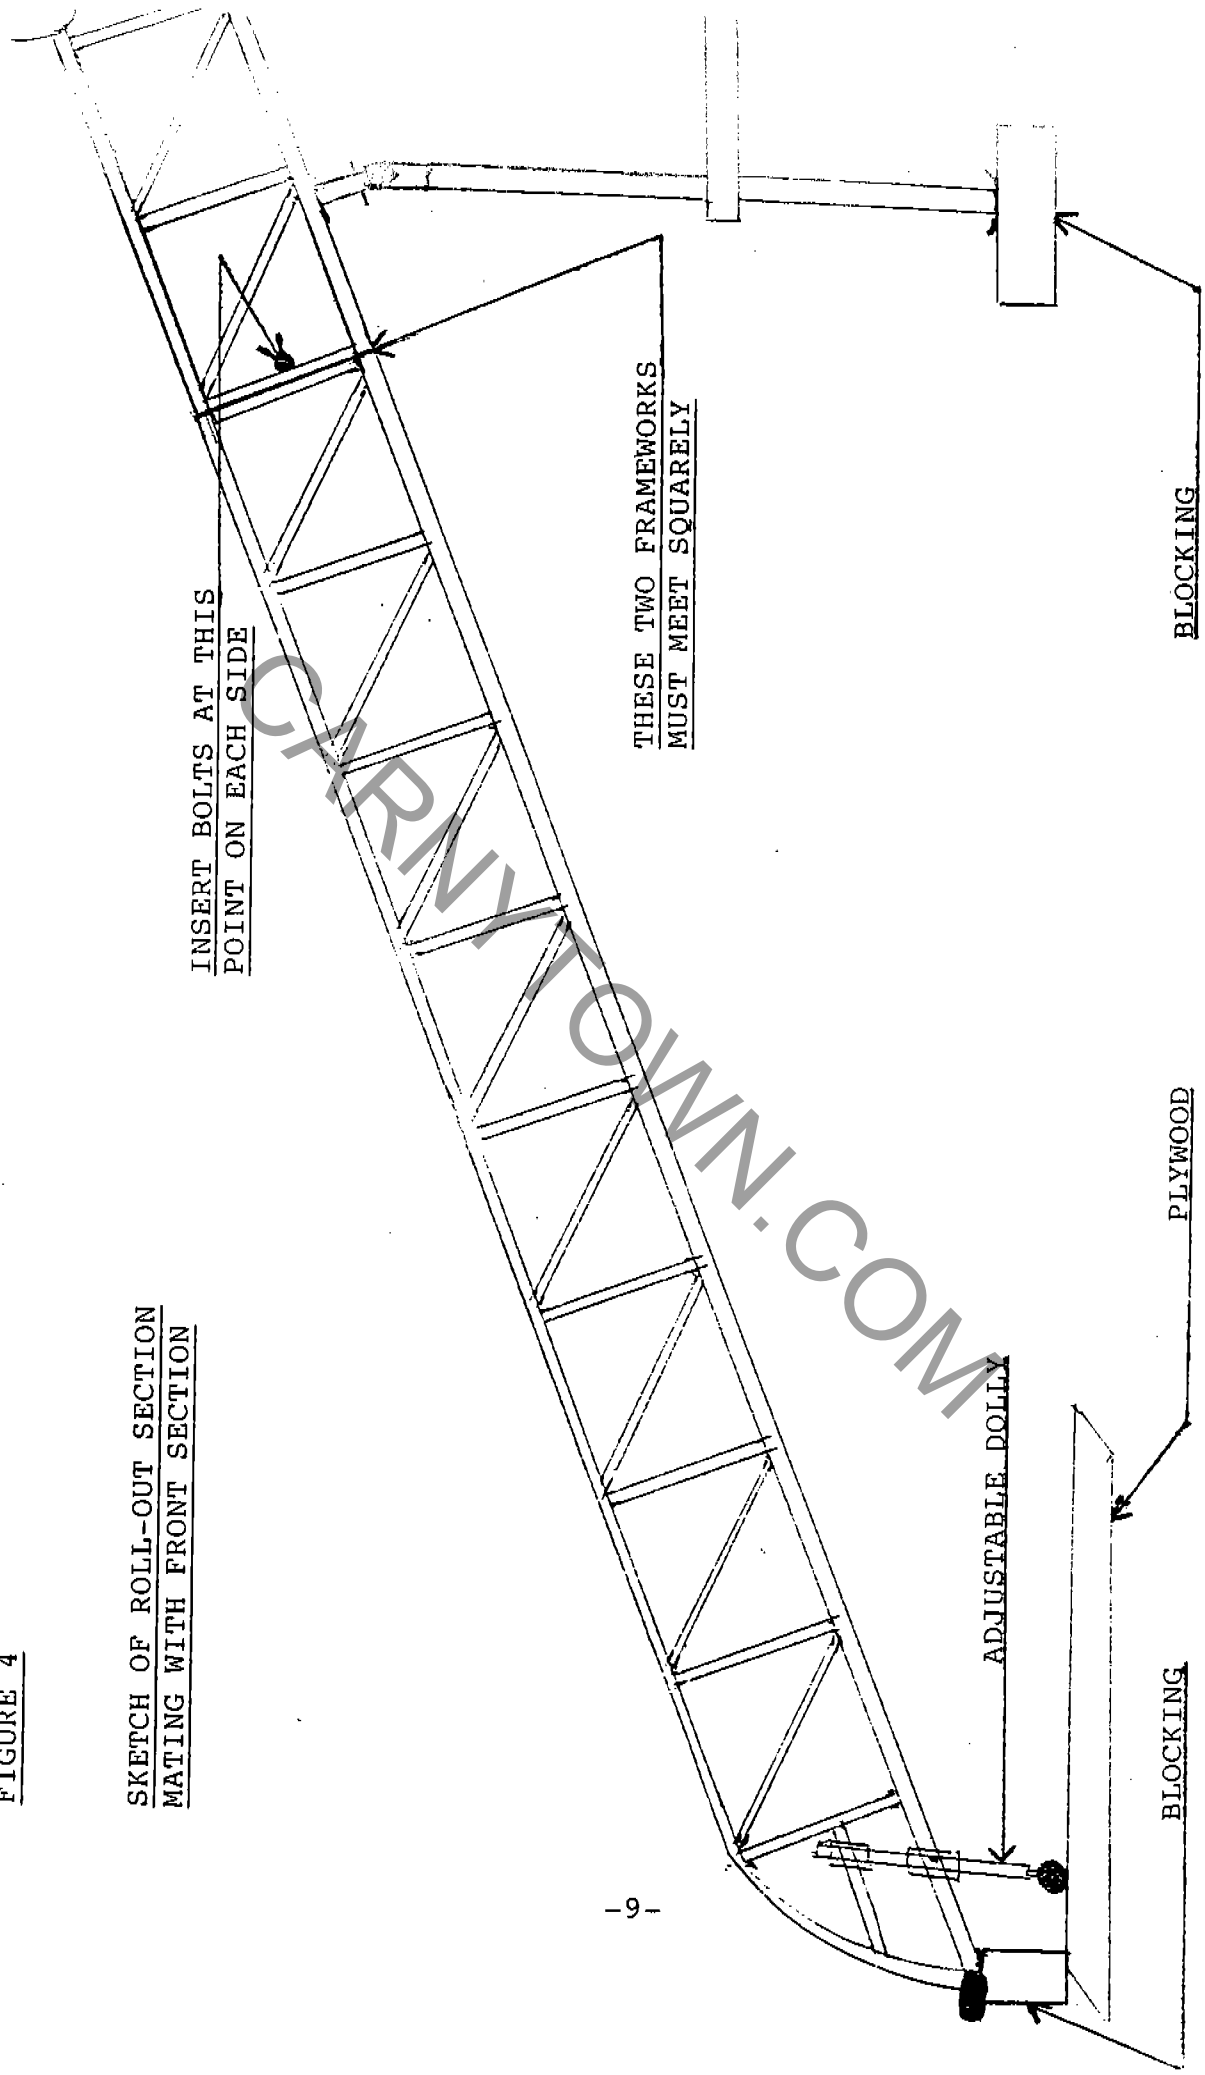 FIGURE 4
SKETCH OF ROLL-OUT SECTION
MATING WITH FRONT SECTION
INSERT BOLTS AT THIS
POINT ON EACH SIDE
THESE TWO FRAMEWORKS
MUST MEET SQUARELY
ADJUSTABLE DOLLY
BLOCKING
PLYWOOD
BLOCKING
-9-
CARNYTOWN.COM